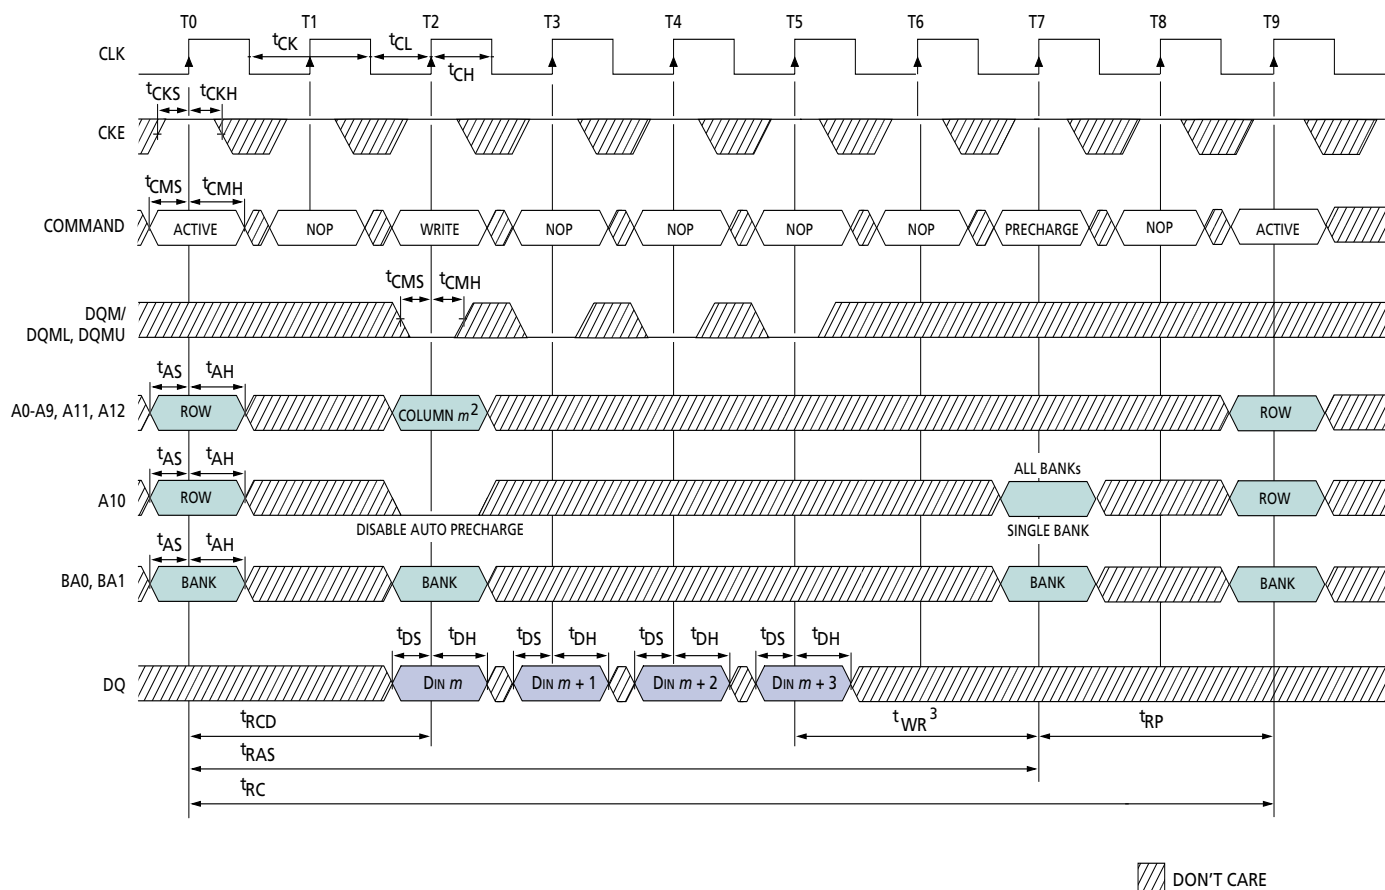 T0 T1 T2 T3 T4 T5 T6 T7 T8 T9
CLK
tCK tCL
tCH
tCKS tCKH
CKE
tCMS tCMH
COMMAND ACTIVE NOP WRITE NOP NOP NOP NOP PRECHARGE NOP ACTIVE
tCMS tCMH
DQM/
DQML, DQMU
tAS tAH
A0-A9, A11, A12 ROW COLUMN m2 ROW
tAS tAH
ALL BANKs
A10 ROW ROW
DISABLE AUTO PRECHARGE SINGLE BANK
tAS tAH
BA0, BA1 BANK BANK BANK BANK
tDS tDH tDS tDH tDS tDH tDS tDH
DQ DIN m DIN m + 1 DIN m + 2 DIN m + 3
tRCD tWR3 tRP
tRAS
tRC
DON'T CARE